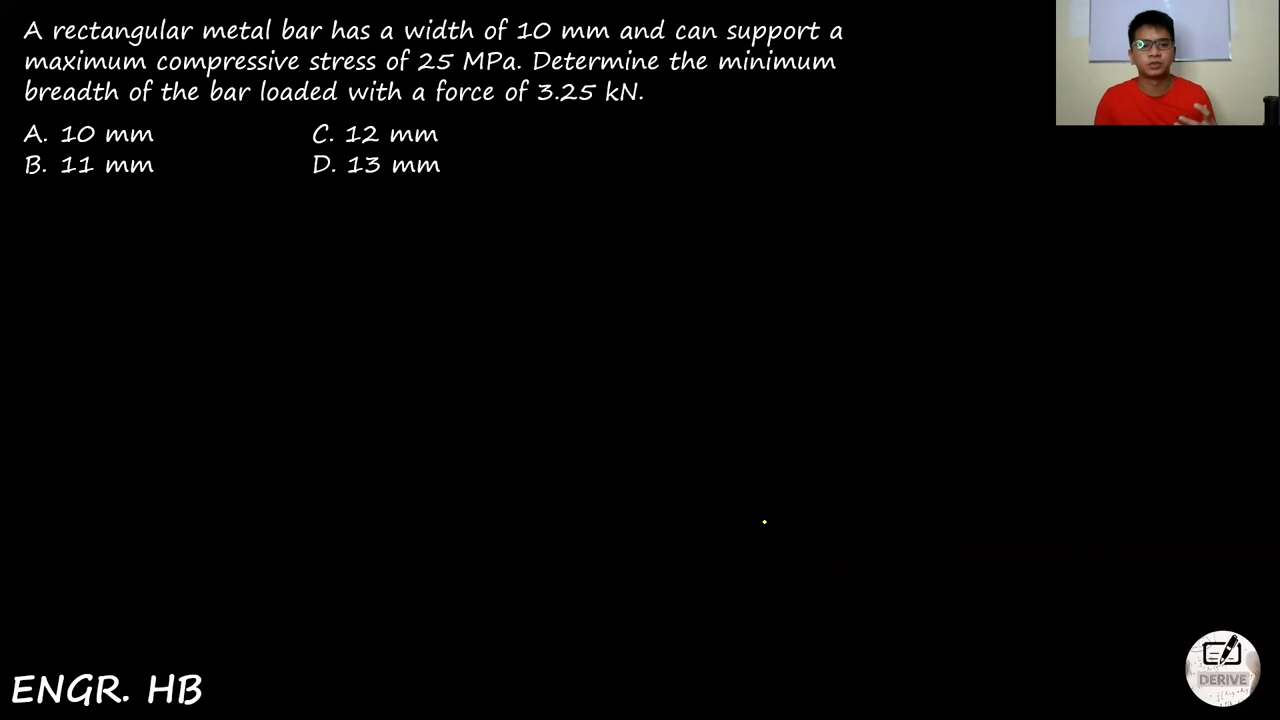 A rectangular metal bar has a width of 10 mm and can support a
maximum compressive stress of 25 MPa. Determine the minimum
breadth of the bar loaded with a force of 3.25 kN.
A. 10 mm C. 12 mm
B. 11 mm D. 13 mm
DERIVE
ENGR. HB